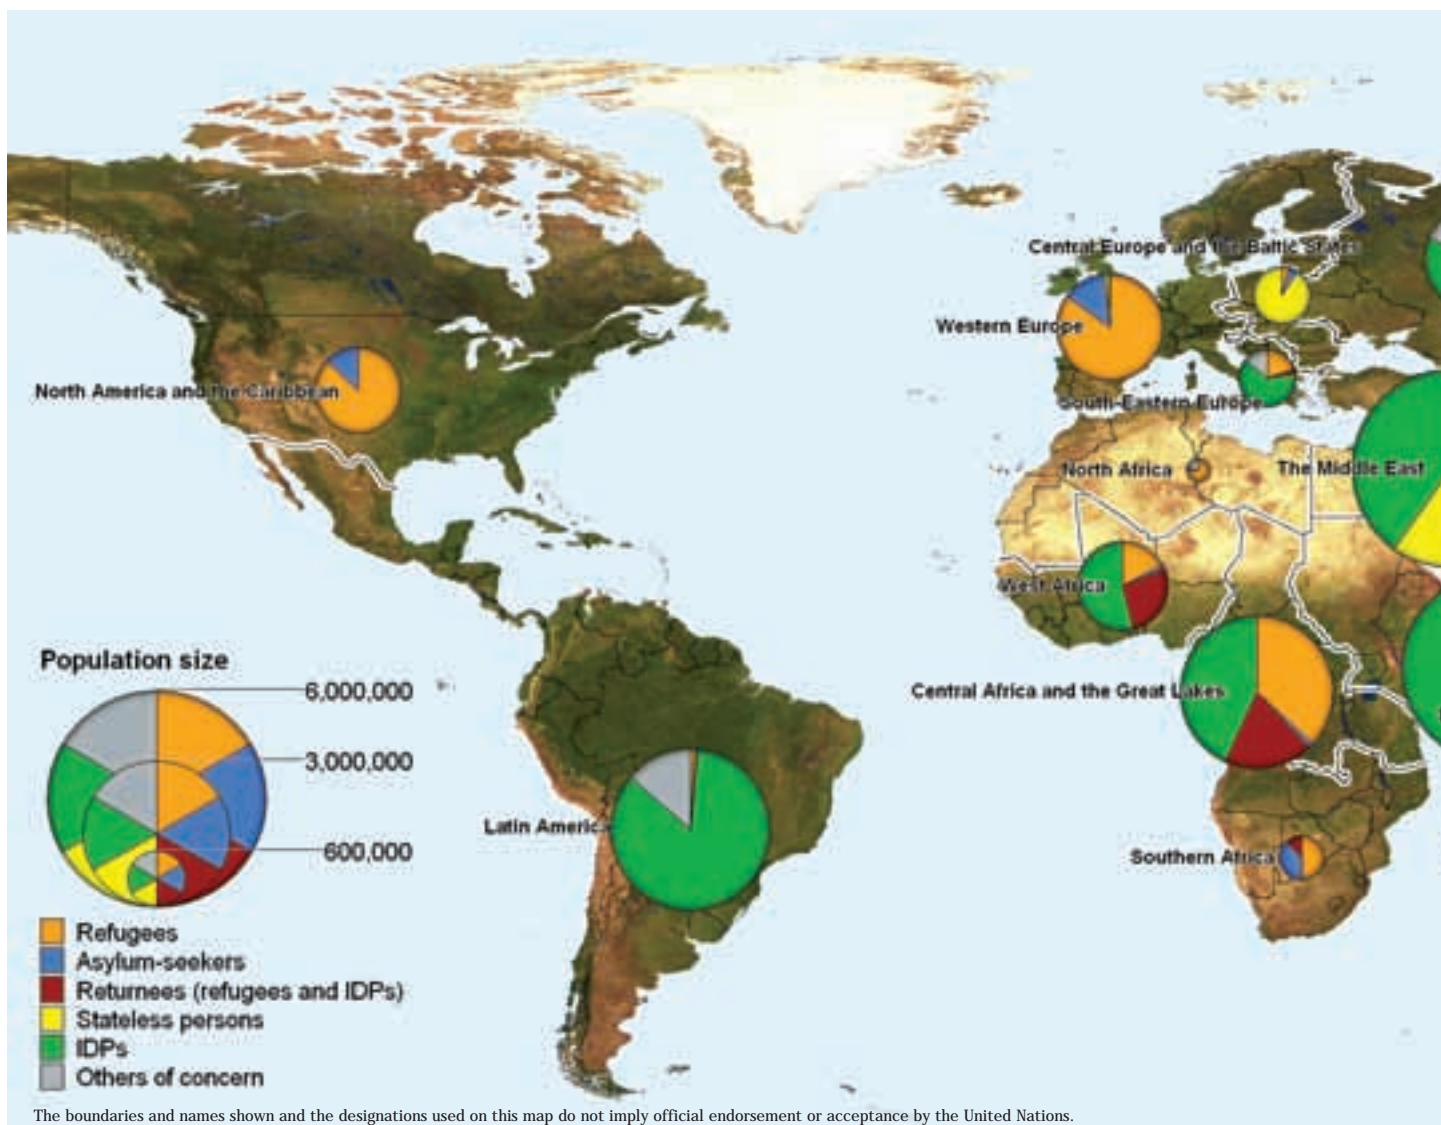 Central Europe and the Baltic States
Western Europe
North America and the Caribbean
South-Eastern Europe
North Africa
The Middle East
West Africa
Population size
6,000,000
Central Africa and the Great Lakes
3,000,000
Latin America
600,000
Southern Africa
Refugees
Asylum-seekers
Returnees (refugees and IDPs)
Stateless persons
IDPs
Others of concern
The boundaries and names shown and the designations used on this map do not imply official endorsement or acceptance by the United Nations.